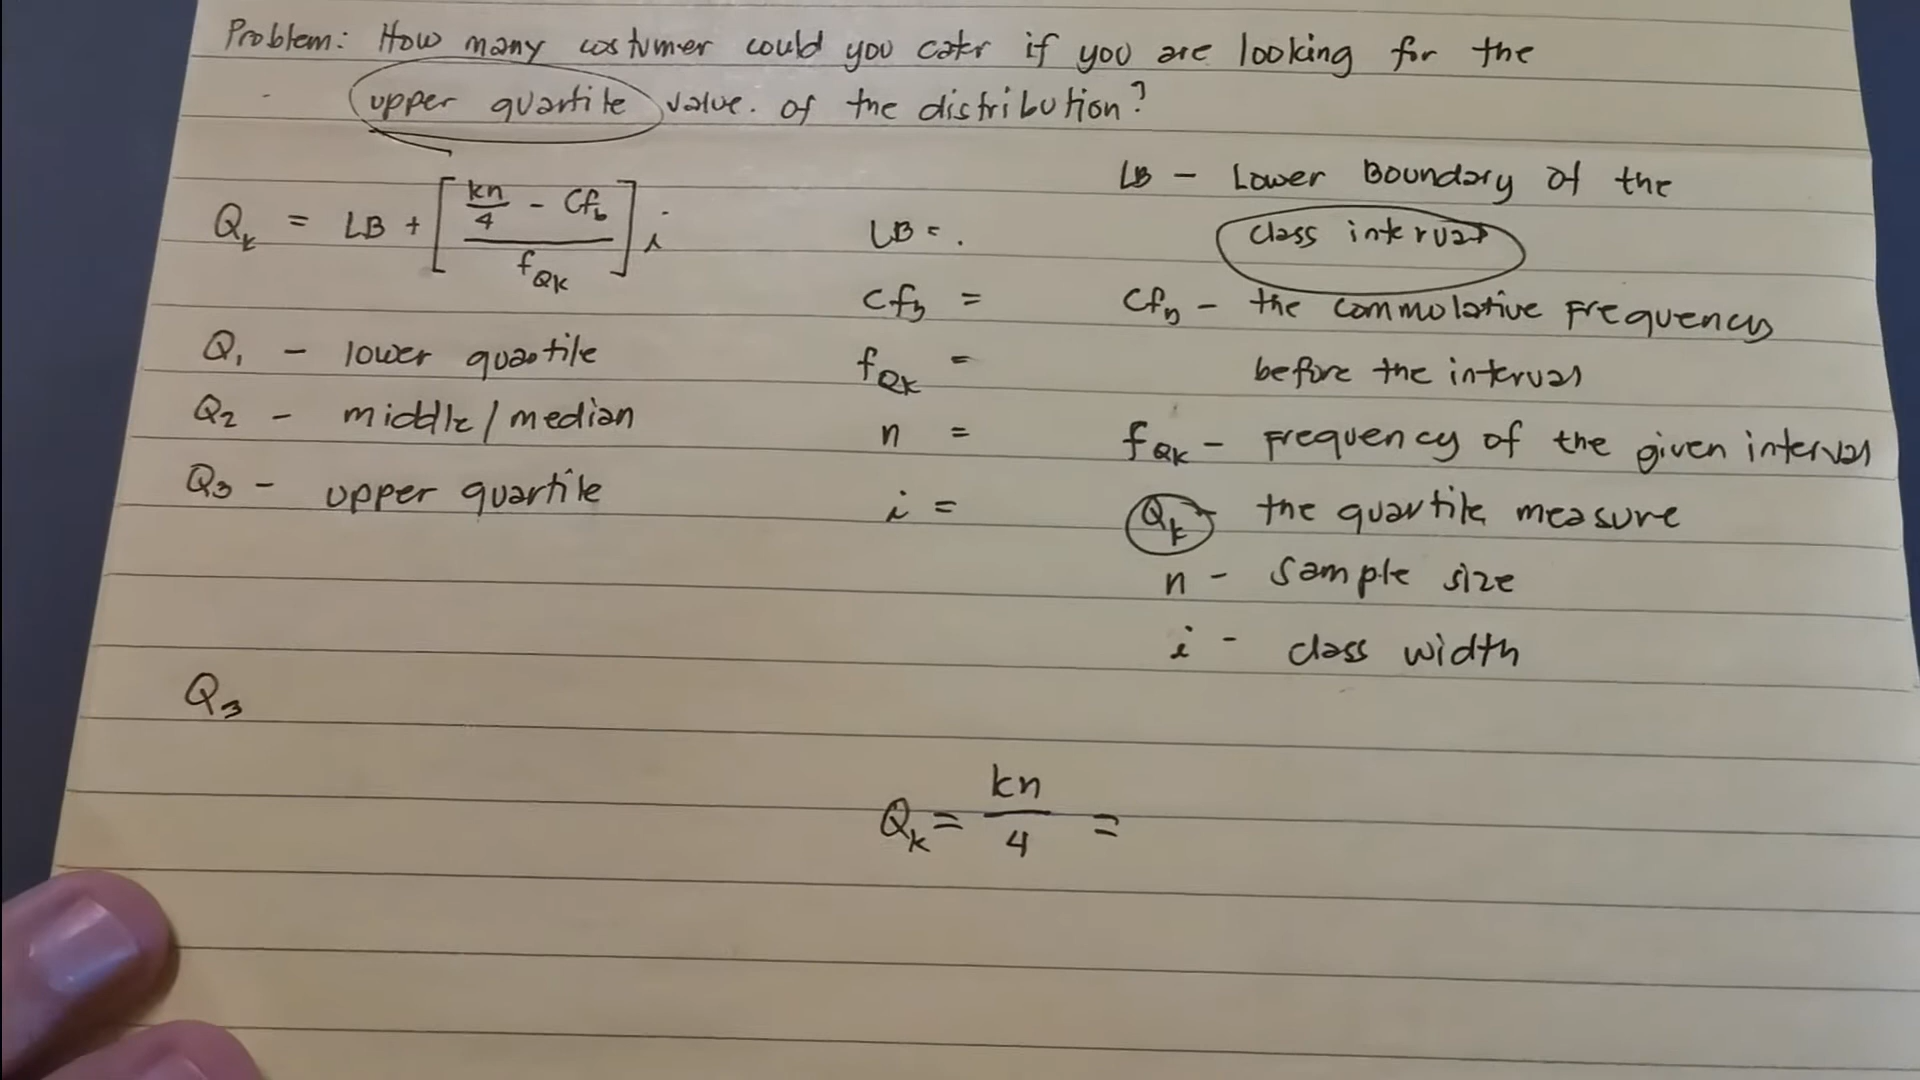 Problem: How many costumer could you catr if you are looking for the
upper quartile value. of the distribution?
Qk = LB + [ kn/4 - Cfb / fQk ] i
Q1 - lower quartile
Q2 - middle / median
Q3 - upper quartile
Q3
LB = .
Cfb =
fQk =
n =
i =
LB - Lower Boundary of the
class interval
Cfb - the commolative Frequency
before the interval
fQk - Frequency of the given interval
Qk - the quartile measure
n - sample size
i - class width
Qk = kn/4 =